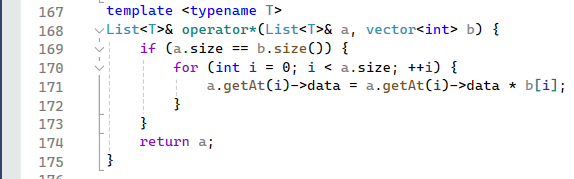 167 template <typename T>
168 List<T>& operator*(List<T>& a, vector<int> b) {
169 if (a.size == b.size()) {
170 for (int i = 0; i < a.size; ++i) {
171 a.getAt(i)->data = a.getAt(i)->data * b[i];
172 }
173 }
174 return a;
175 }